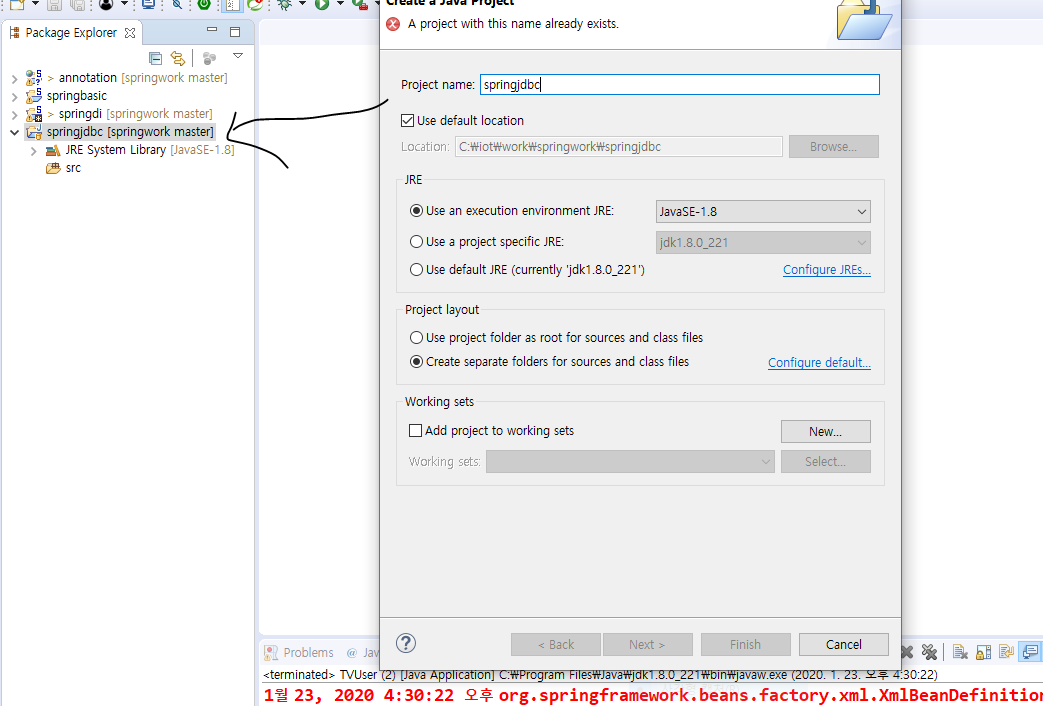 Create a Java Project
A project with this name already exists.
Package Explorer
> annotation [springwork master]
springbasic
> springdi [springwork master]
springjdbc [springwork master]
JRE System Library [JavaSE-1.8]
src
Project name: springjdbc
Use default location
Location: C:₩iot₩work₩springwork₩springjdbc Browse...
JRE
Use an execution environment JRE: JavaSE-1.8
Use a project specific JRE: jdk1.8.0_221
Use default JRE (currently 'jdk1.8.0_221') Configure JREs...
Project layout
Use project folder as root for sources and class files
Create separate folders for sources and class files Configure default...
Working sets
Add project to working sets New...
Working sets: Select...
< Back Next > Finish Cancel
Problems @ Jav
<terminated> TVUser (2) [Java Application] C:₩Program Files₩Java₩jdk1.8.0_221₩bin₩javaw.exe (2020. 1. 23. 오후 4:30:22)
1월 23, 2020 4:30:22 오후 org.springframework.beans.factory.xml.XmlBeanDefinition